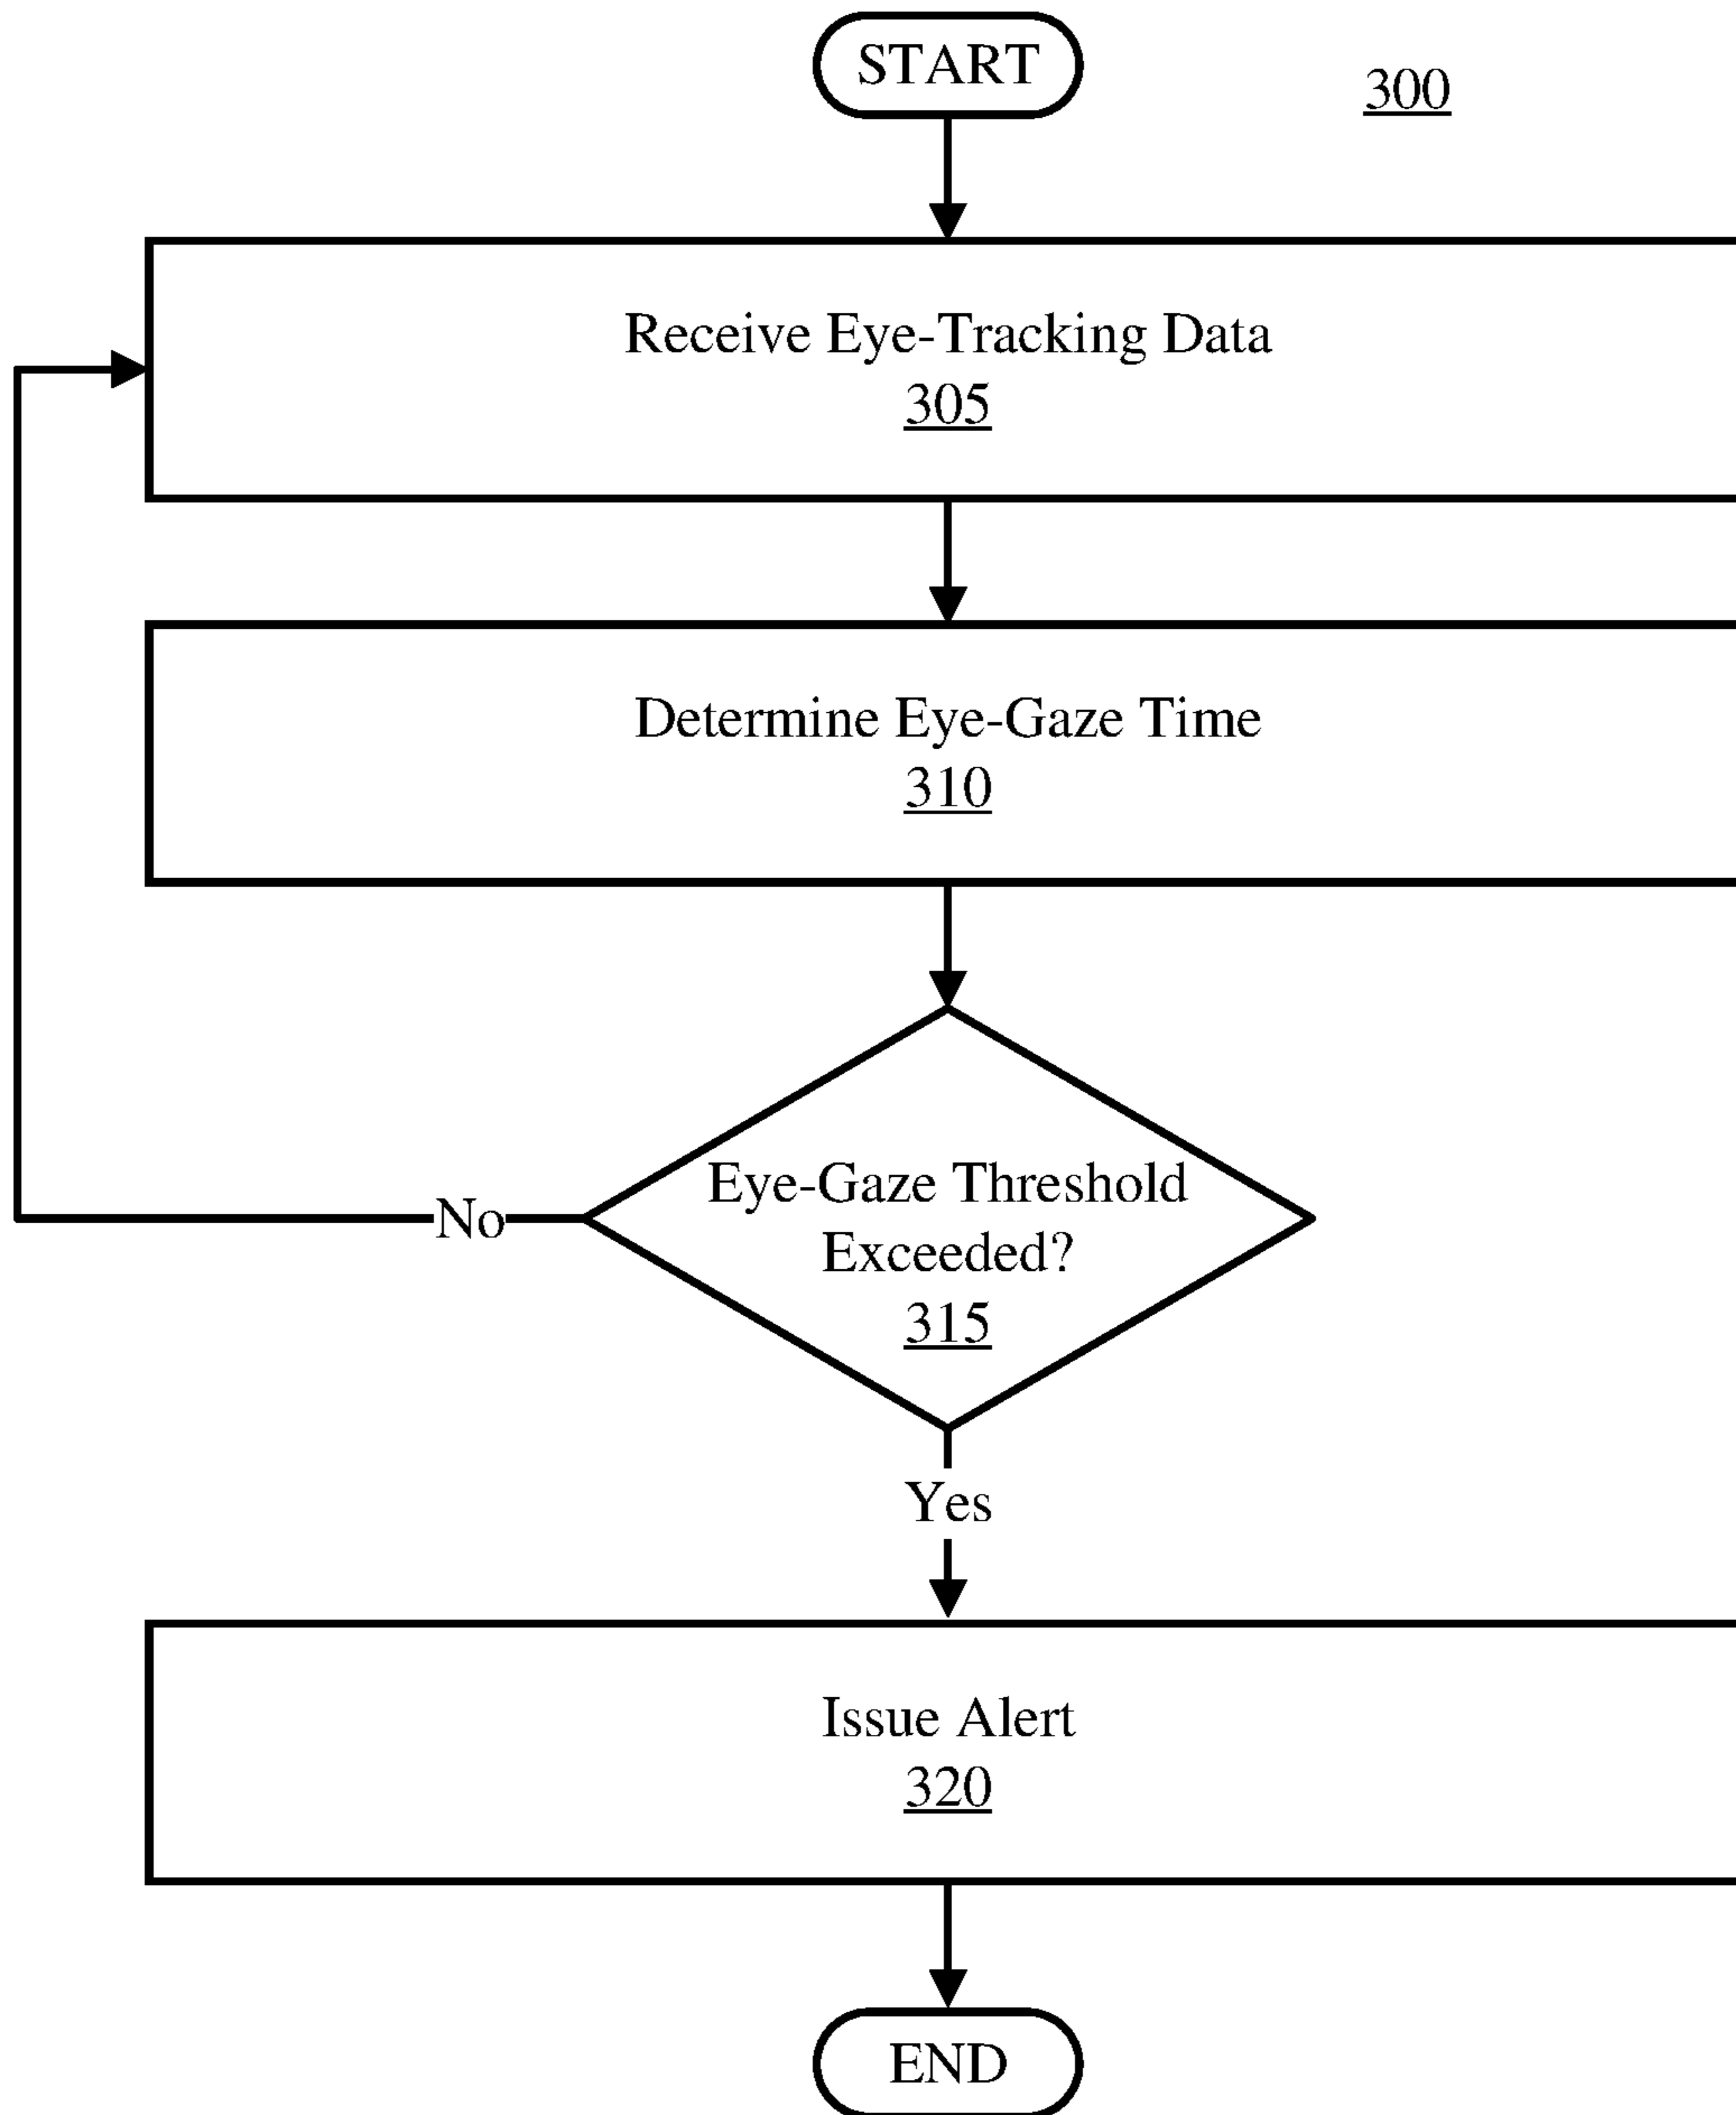 START
300
Receive Eye-Tracking Data
305
Determine Eye-Gaze Time
310
Eye-Gaze Threshold
Exceeded?
315
No
Yes
Issue Alert
320
END